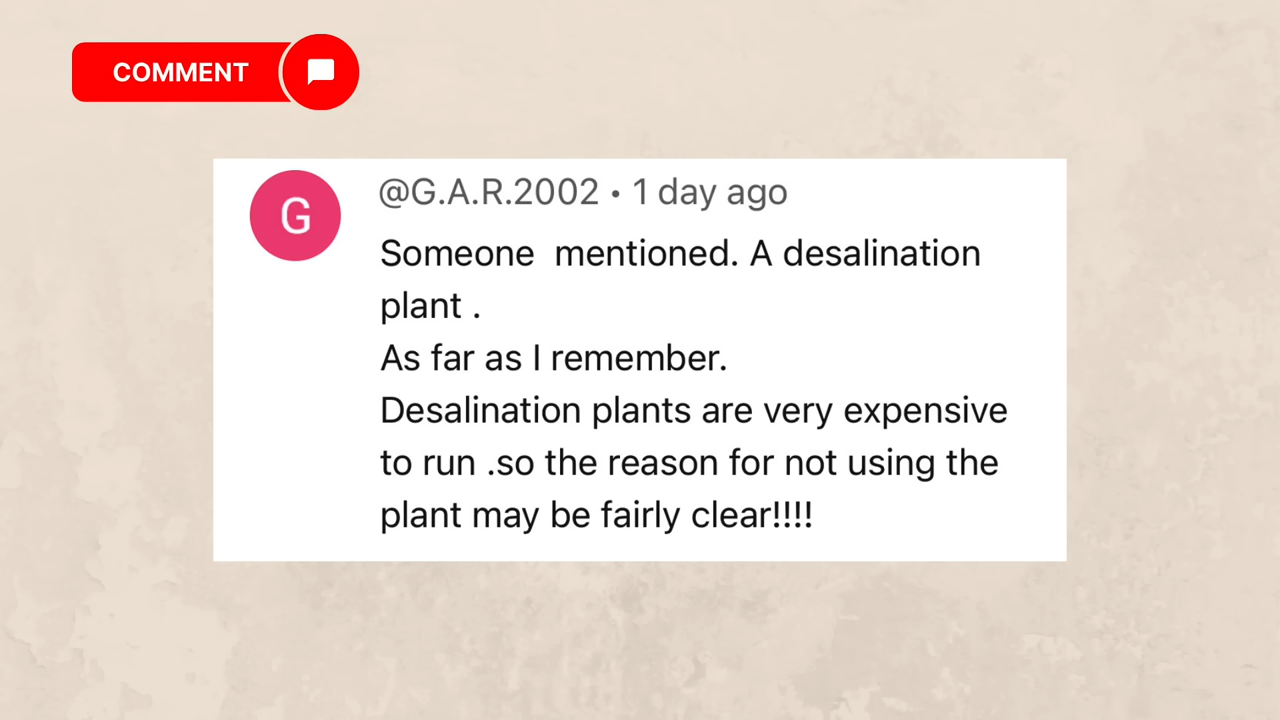 COMMENT
G
@G.A.R.2002 • 1 day ago
Someone  mentioned. A desalination
plant .
As far as I remember.
Desalination plants are very expensive
to run .so the reason for not using the
plant may be fairly clear!!!!